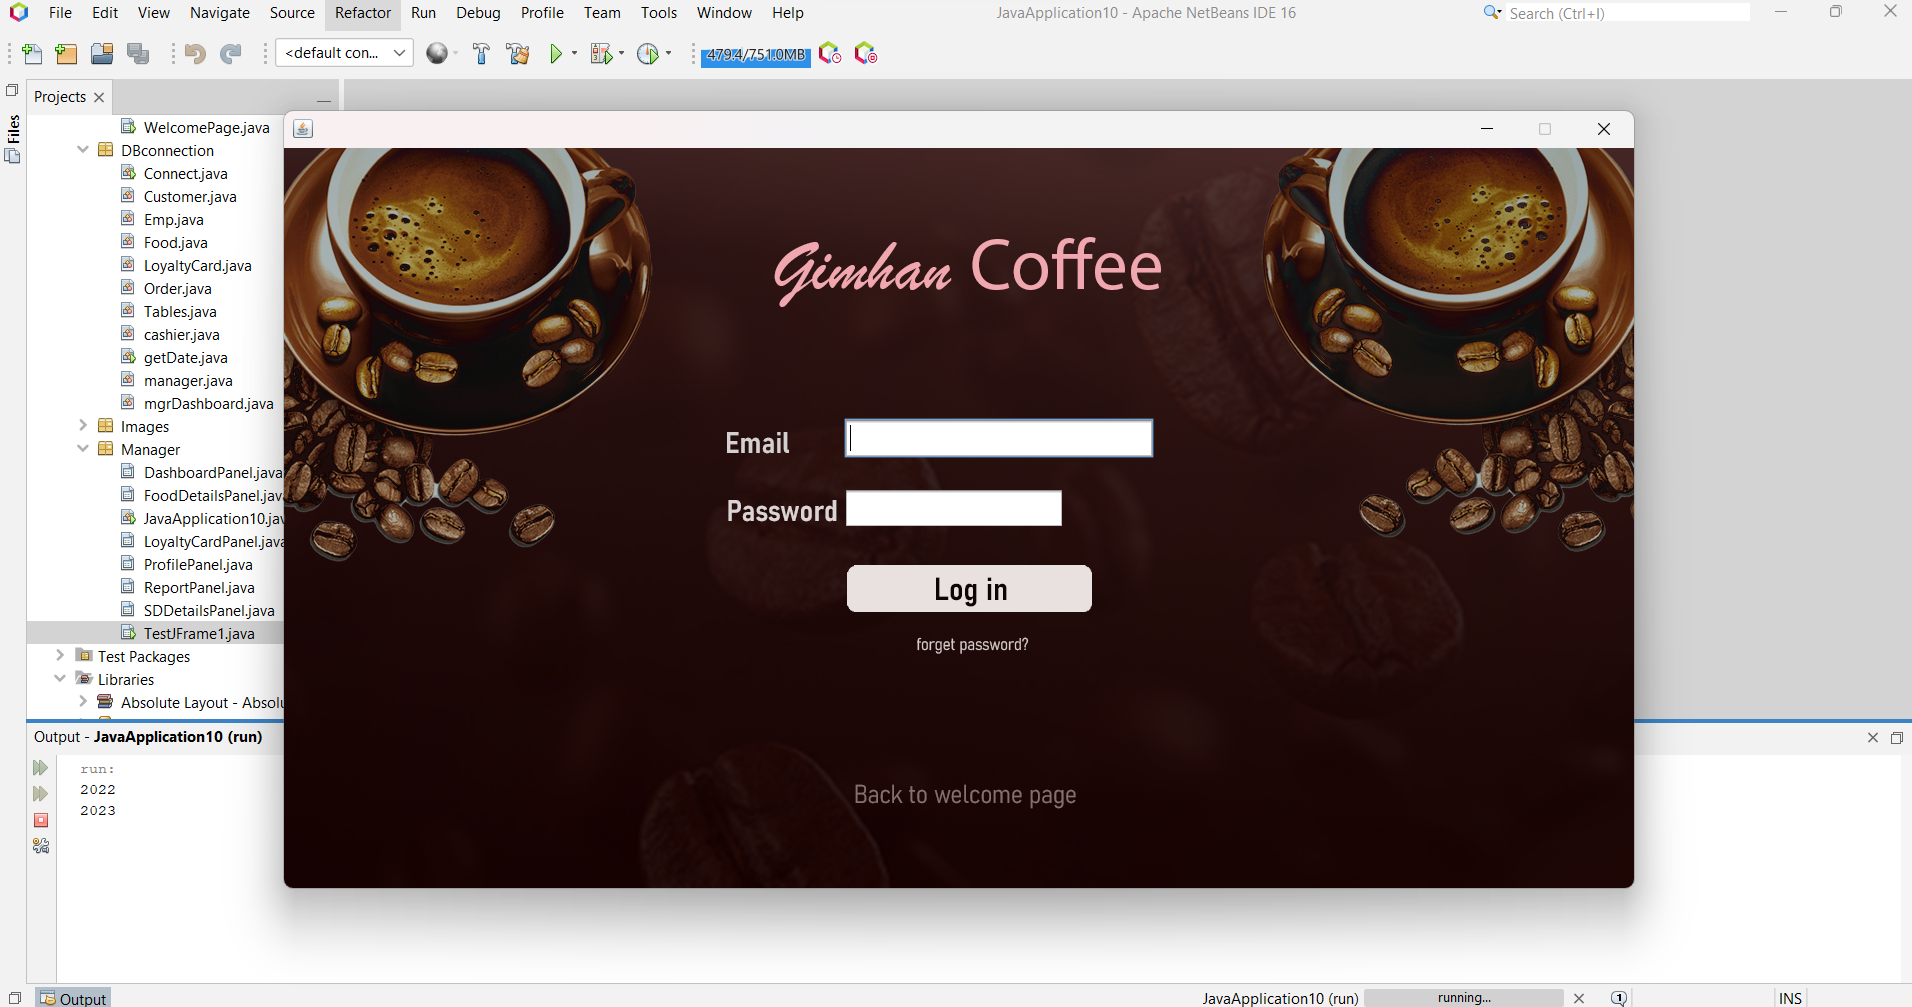 File Edit View Navigate Source Refactor Run Debug Profile Team Tools Window Help
JavaApplication10 - Apache NetBeans IDE 16
Search (Ctrl+I)
<default con...
479.4/751.0MB
Projects
Files
WelcomePage.java
DBconnection
Connect.java
Customer.java
Emp.java
Food.java
LoyaltyCard.java
Order.java
Tables.java
cashier.java
getDate.java
manager.java
mgrDashboard.java
Images
Manager
DashboardPanel.java
FoodDetailsPanel.jav
JavaApplication10.jav
LoyaltyCardPanel.java
ProfilePanel.java
ReportPanel.java
SDDetailsPanel.java
TestJFrame1.java
Test Packages
Libraries
Absolute Layout - Absolu
Gimhan Coffee
Email
Password
Log in
forget password?
Back to welcome page
Output - JavaApplication10 (run)
run:
2022
2023
Output
JavaApplication10 (run)
running...
1
INS